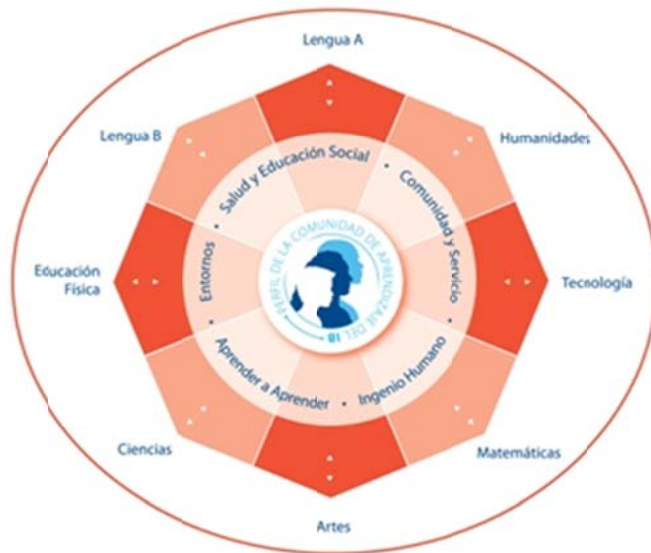 Lengua A
Lengua B
Humanidades
Salud y Educación Social
•
Comunidad y Servicio
•
PERFIL DE LA COMUNIDAD DE APRENDIZAJE DEL IB
Educación
Física
Entornos
•
Tecnología
•
Aprender a Aprender
•
Ingenio Humano
Ciencias
Matemáticas
Artes